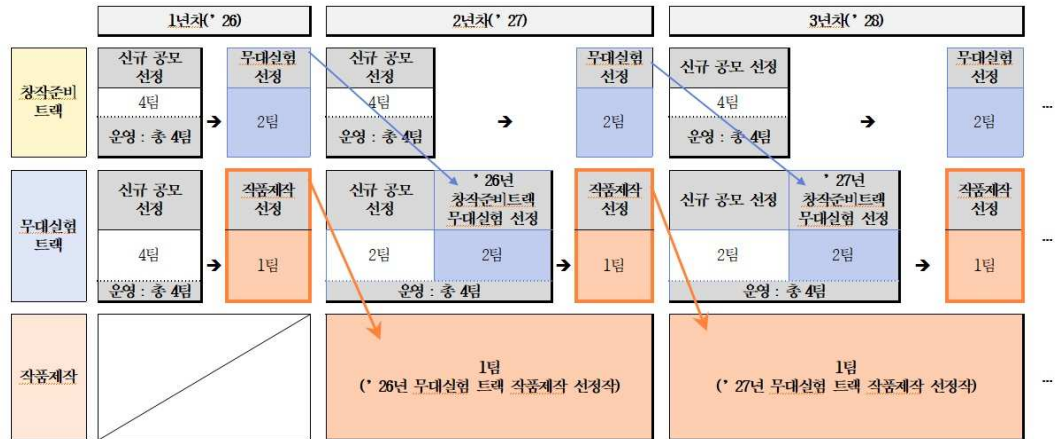 1년차(’26)
2년차(’27)
3년차(’28)
창작준비
트랙
신규 공모
선정
4팀
운영 : 총 4팀
➔
무대실험
선정
2팀
신규 공모
선정
4팀
운영 : 총 4팀
➔
무대실험
선정
2팀
신규 공모 선정
4팀
운영 : 총 4팀
➔
무대실험
선정
2팀
...
무대실험
트랙
신규 공모
선정
4팀
운영 : 총 4팀
➔
작품제작
선정
1팀
신규 공모
선정
2팀
’26년
창작준비트랙
무대실험 선정
2팀
운영 : 총 4팀
➔
작품제작
선정
1팀
신규 공모 선정
2팀
’27년
창작준비트랙
무대실험 선정
2팀
운영 : 총 4팀
➔
작품제작
선정
1팀
...
작품제작
1팀
(’26년 무대실험 트랙 작품제작 선정작)
1팀
(’27년 무대실험 트랙 작품제작 선정작)
...